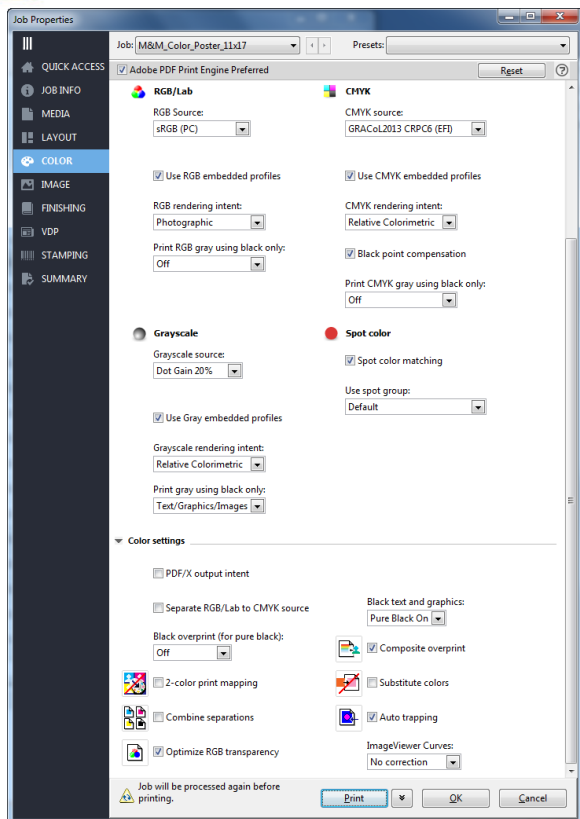 Job Properties
Job: M&M_Color_Poster_11x17
Presets:
QUICK ACCESS
JOB INFO
MEDIA
LAYOUT
COLOR
IMAGE
FINISHING
VDP
STAMPING
SUMMARY
Adobe PDF Print Engine Preferred
Reset
?
RGB/Lab
RGB Source:
sRGB (PC)
Use RGB embedded profiles
RGB rendering intent:
Photographic
Print RGB gray using black only:
Off
CMYK
CMYK source:
GRACoL2013 CRPC6 (EFI)
Use CMYK embedded profiles
CMYK rendering intent:
Relative Colorimetric
Black point compensation
Print CMYK gray using black only:
Off
Grayscale
Grayscale source:
Dot Gain 20%
Use Gray embedded profiles
Grayscale rendering intent:
Relative Colorimetric
Print gray using black only:
Text/Graphics/Images
Spot color
Spot color matching
Use spot group:
Default
Color settings
PDF/X output intent
Separate RGB/Lab to CMYK source
Black overprint (for pure black):
Off
2-color print mapping
Combine separations
Optimize RGB transparency
Black text and graphics:
Pure Black On
Composite overprint
Substitute colors
Auto trapping
ImageViewer Curves:
No correction
Job will be processed again before
printing.
Print
OK
Cancel